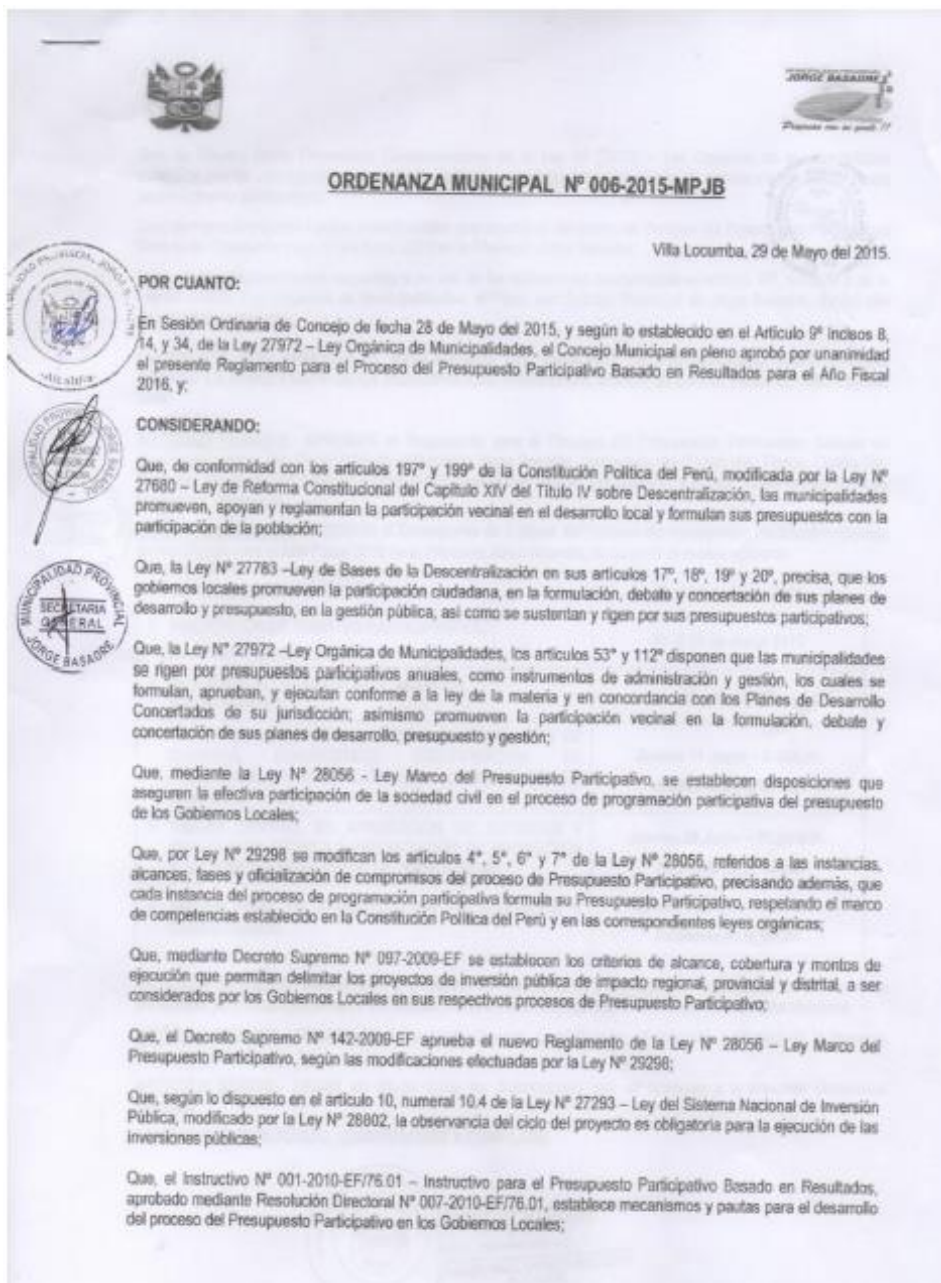 JORGE BASADRE
ORDENANZA MUNICIPAL Nº 006-2015-MPJB
Villa Locumba, 29 de Mayo del 2015.
POR CUANTO:
En Sesión Ordinaria de Concejo de fecha 28 de Mayo del 2015, y según lo establecido en el Artículo 9º Incisos 8,
14, y 34, de la Ley 27972 – Ley Orgánica de Municipalidades, el Concejo Municipal en pleno aprobó por unanimidad
el presente Reglamento para el Proceso del Presupuesto Participativo Basado en Resultados para el Año Fiscal
2016, y;
CONSIDERANDO:
Que, de conformidad con los artículos 197º y 199º de la Constitución Política del Perú, modificada por la Ley Nº
27680 – Ley de Reforma Constitucional del Capítulo XIV del Título IV sobre Descentralización, las municipalidades
promueven, apoyan y reglamentan la participación vecinal en el desarrollo local y formulan sus presupuestos con la
participación de la población;
Que, la Ley Nº 27783 –Ley de Bases de la Descentralización en sus artículos 17º, 18º, 19º y 20º, precisa, que los
gobiernos locales promueven la participación ciudadana, en la formulación, debate y concertación de sus planes de
desarrollo y presupuesto, en la gestión pública, así como se sustentan y rigen por sus presupuestos participativos;
MUNICIPALIDAD PROVINCIAL
SECRETARIA
GENERAL
JORGE BASADRE
Que, la Ley N° 27972 –Ley Orgánica de Municipalidades, los artículos 53° y 112° disponen que las municipalidades
se rigen por presupuestos participativos anuales, como instrumentos de administración y gestión, los cuales se
formulan, aprueban, y ejecutan conforme a la ley de la materia y en concordancia con los Planes de Desarrollo
Concertados de su jurisdicción; asimismo promueven la participación vecinal en la formulación, debate y
concertación de sus planes de desarrollo, presupuesto y gestión;
Que, mediante la Ley Nº 28056 - Ley Marco del Presupuesto Participativo, se establecen disposiciones que
aseguren la efectiva participación de la sociedad civil en el proceso de programación participativa del presupuesto
de los Gobiernos Locales;
Que, por Ley N° 29298 se modifican los artículos 4°, 5°, 6° y 7° de la Ley N° 28056, referidos a las instancias,
alcances, fases y oficialización de compromisos del proceso de Presupuesto Participativo, precisando además, que
cada instancia del proceso de programación participativa formula su Presupuesto Participativo, respetando el marco
de competencias establecido en la Constitución Política del Perú y en las correspondientes leyes orgánicas;
Que, mediante Decreto Supremo Nº 097-2009-EF se establecen los criterios de alcance, cobertura y montos de
ejecución que permitan delimitar los proyectos de inversión pública de impacto regional, provincial y distrital, a ser
considerados por los Gobiernos Locales en sus respectivos procesos de Presupuesto Participativo;
Que, el Decreto Supremo Nº 142-2009-EF aprueba el nuevo Reglamento de la Ley Nº 28056 – Ley Marco del
Presupuesto Participativo, según las modificaciones efectuadas por la Ley Nº 29298;
Que, según lo dispuesto en el artículo 10, numeral 10.4 de la Ley Nº 27293 – Ley del Sistema Nacional de Inversión
Pública, modificado por la Ley Nº 28802, la observancia del ciclo del proyecto es obligatoria para la ejecución de las
inversiones públicas;
Que, el Instructivo Nº 001-2010-EF/76.01 – Instructivo para el Presupuesto Participativo Basado en Resultados,
aprobado mediante Resolución Directoral Nº 007-2010-EF/76.01, establece mecanismos y pautas para el desarrollo
del proceso del Presupuesto Participativo en los Gobiernos Locales;